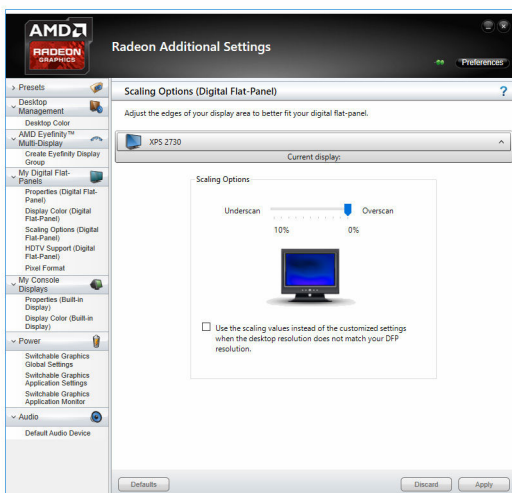 AMD
RADEON
GRAPHICS
Radeon Additional Settings
Preferences
Presets
Desktop
Management
Desktop Color
AMD Eyefinity™
Multi-Display
Create Eyefinity Display
Group
My Digital Flat-
Panels
Properties (Digital Flat-
Panel)
Display Color (Digital
Flat-Panel)
Scaling Options (Digital
Flat-Panel)
HDTV Support (Digital
Flat-Panel)
Pixel Format
My Console
Displays
Properties (Built-in
Display)
Display Color (Built-in
Display)
Power
Switchable Graphics
Global Settings
Switchable Graphics
Application Settings
Switchable Graphics
Application Monitor
Audio
Default Audio Device
Scaling Options (Digital Flat-Panel)
?
Adjust the edges of your display area to better fit your digital flat-panel.
XPS 2730
Current display:
Scaling Options
Underscan Overscan
10% 0%
Use the scaling values instead of the customized settings
when the desktop resolution does not match your DFP
resolution.
Defaults Discard Apply